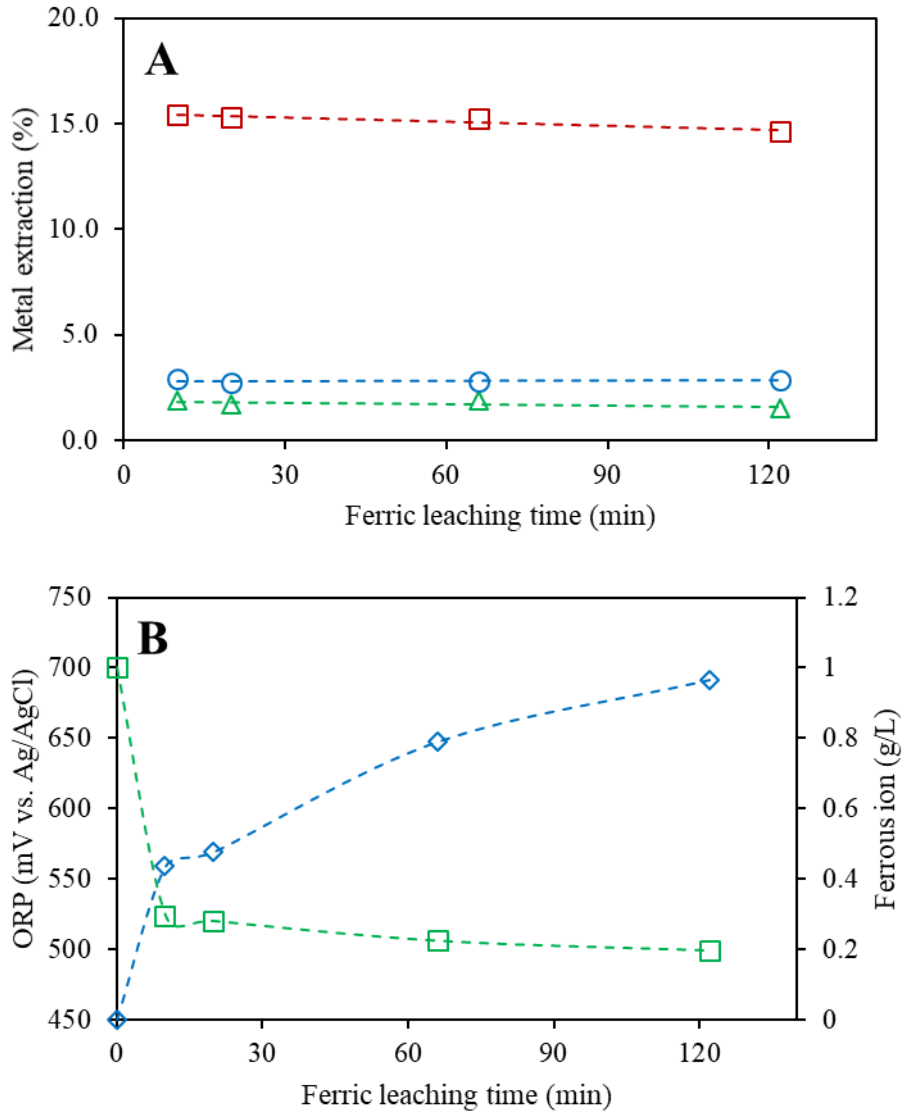 A
20.0
15.0
10.0
5.0
0.0
Metal extraction (%)
0 30 60 90 120
Ferric leaching time (min)
B
750
700
650
600
550
500
450
ORP (mV vs. Ag/AgCl)
1.2
1
0.8
0.6
0.4
0.2
0
Ferrous ion (g/L)
0 30 60 90 120
Ferric leaching time (min)